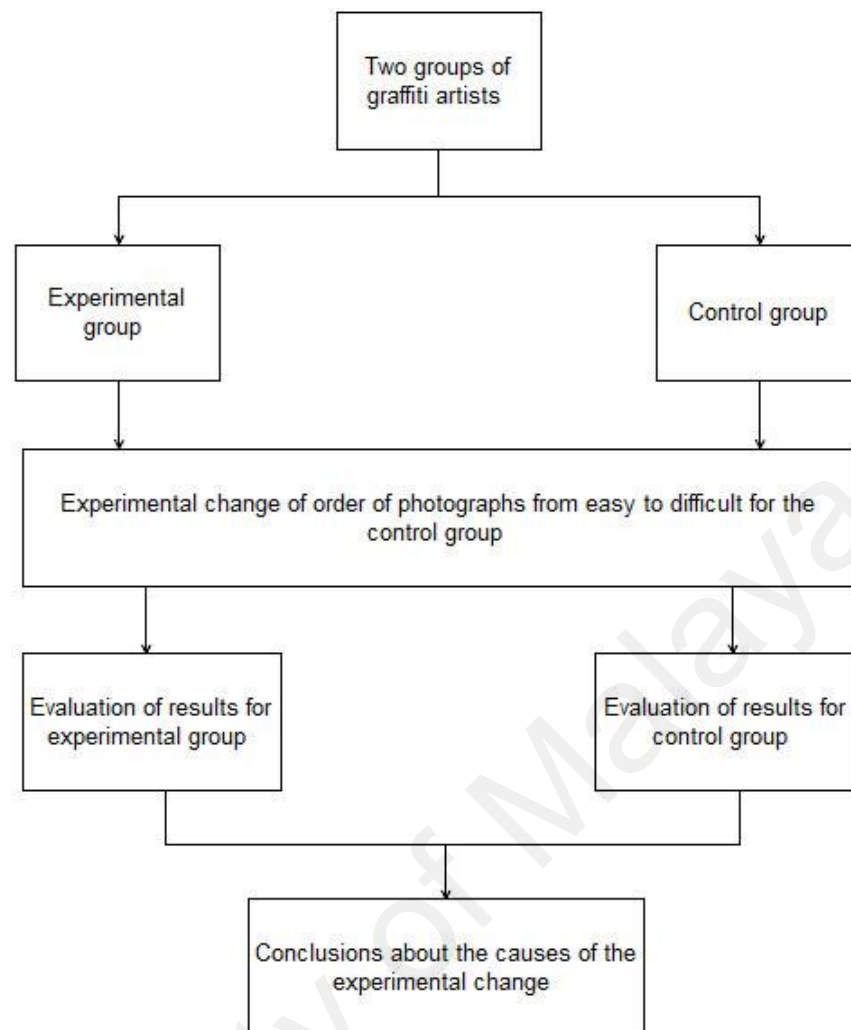 Two groups of
graffiti artists
Experimental
group
Control group
Experimental change of order of photographs from easy to difficult for the
control group
Evaluation of results for
experimental group
Evaluation of results for
control group
Conclusions about the causes of the
experimental change
y of Malaya